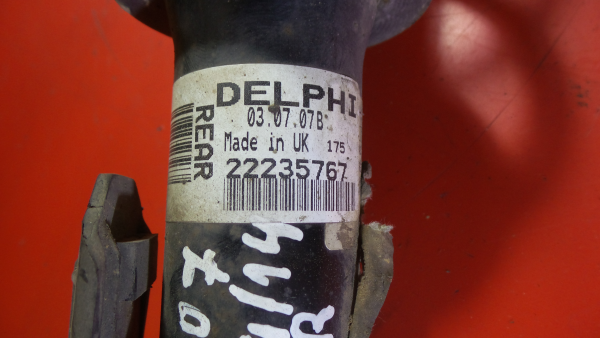 DELPHI
03.07.07B
Made in UK 175
22235767
REAR